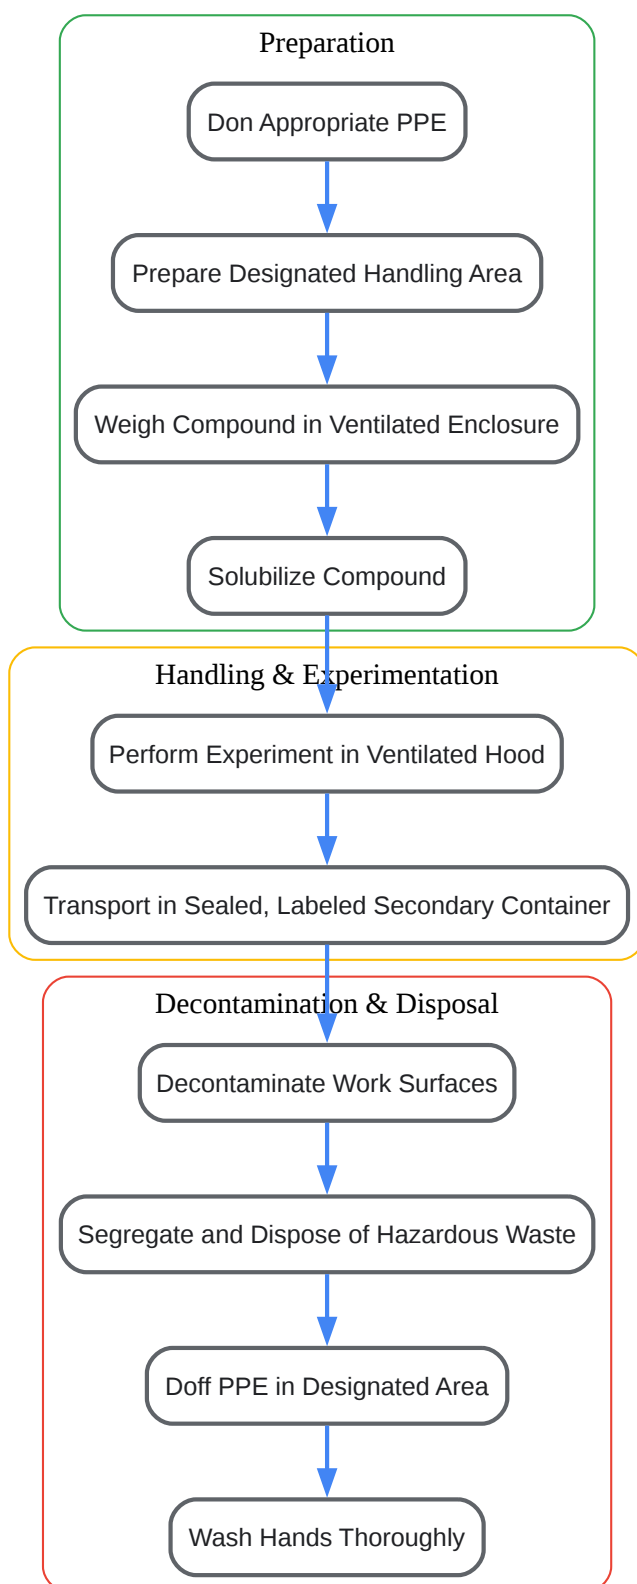 Preparation
Don Appropriate PPE
Prepare Designated Handling Area
Weigh Compound in Ventilated Enclosure
Solubilize Compound
Handling & Experimentation
Perform Experiment in Ventilated Hood
Transport in Sealed, Labeled Secondary Container
Decontamination & Disposal
Decontaminate Work Surfaces
Segregate and Dispose of Hazardous Waste
Doff PPE in Designated Area
Wash Hands Thoroughly